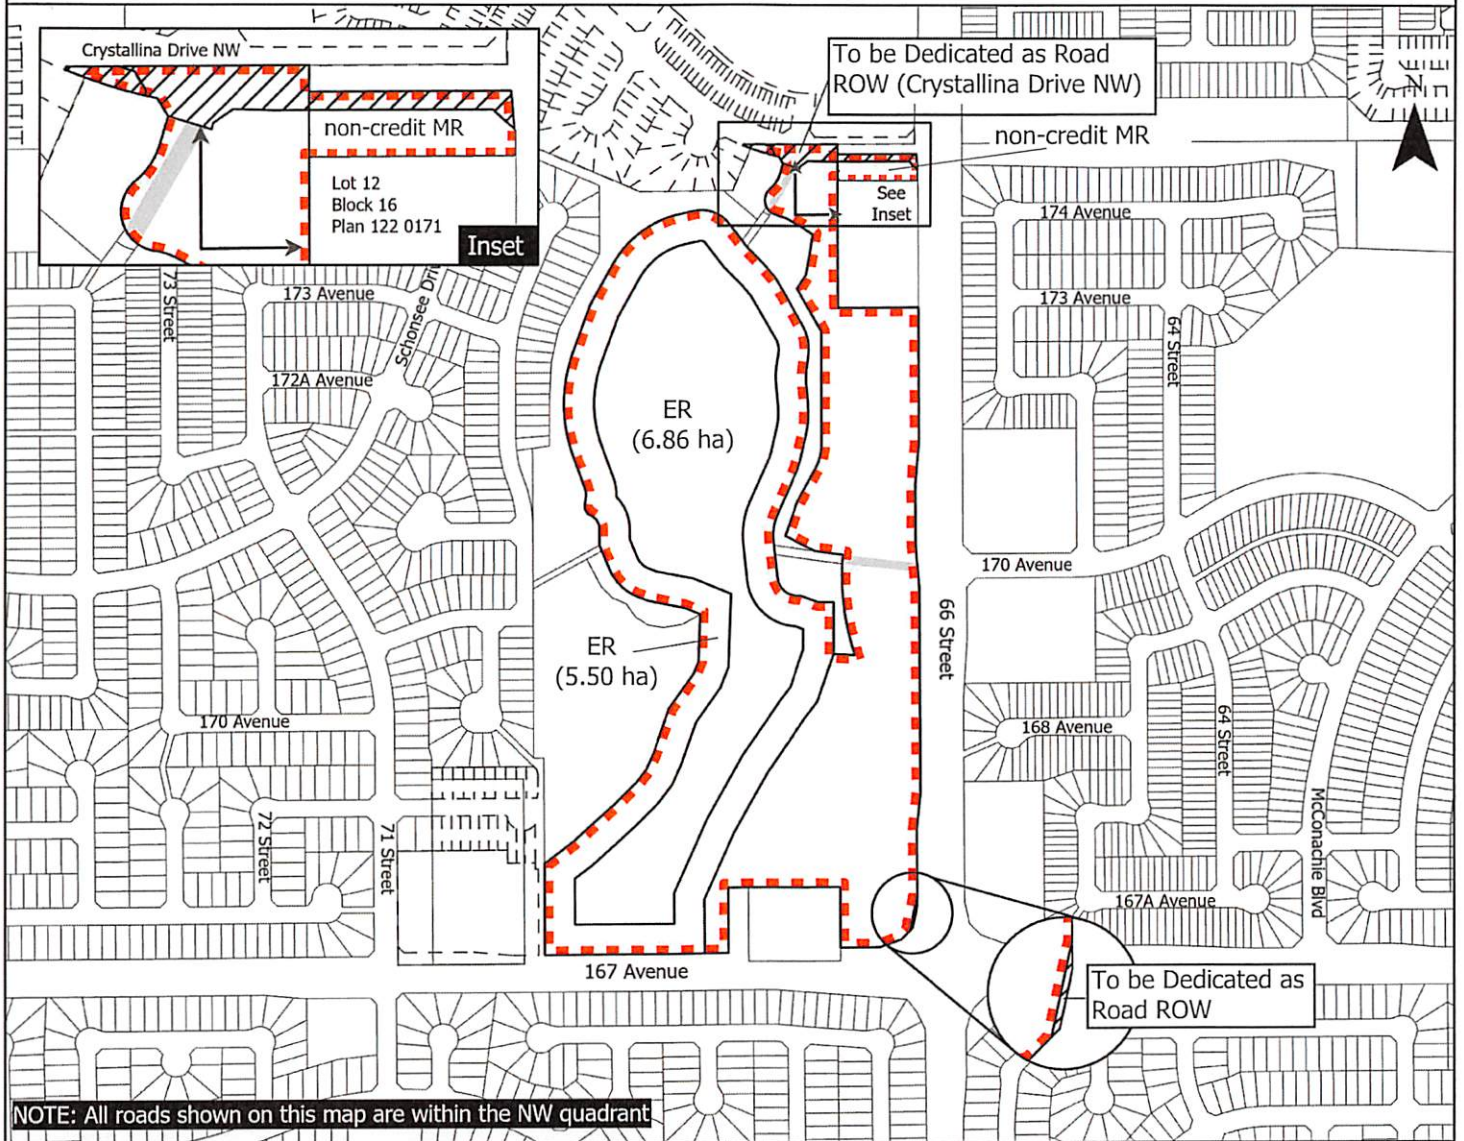 Crystallina Drive NW
non-credit MR
Lot 12
Block 16
Plan 122 0171
Inset
To be Dedicated as Road
ROW (Crystallina Drive NW)
non-credit MR
N
See
Inset
174 Avenue
173 Avenue
64 Street
73 Street
173 Avenue
Schonsee Driv
172A Avenue
ER
(6.86 ha)
170 Avenue
66 Street
ER
(5.50 ha)
170 Avenue
168 Avenue
64 Street
McConachie Blvd
72 Street
71 Street
167A Avenue
167 Avenue
To be Dedicated as
Road ROW
NOTE: All roads shown on this map are within the NW quadrant